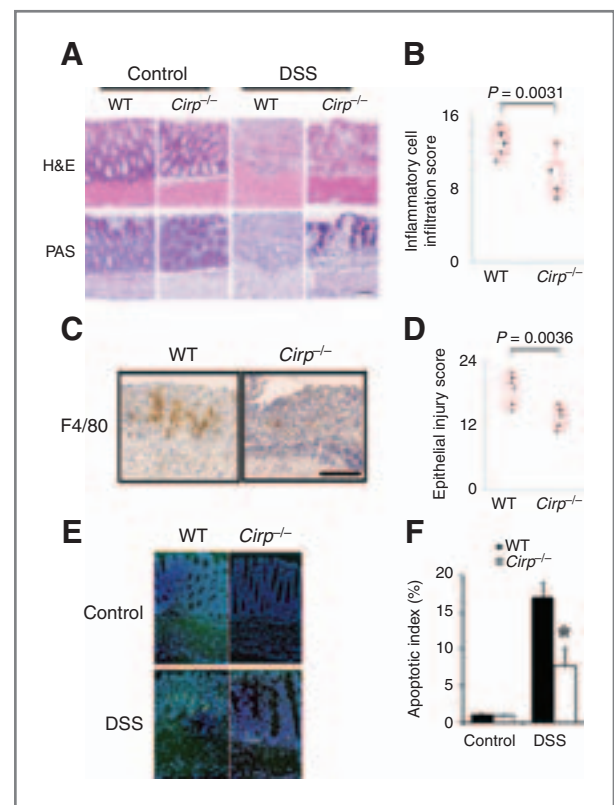 A
Control DSS
WT Cirp–/– WT Cirp–/–
H&E
PAS
B
P = 0.0031
Inflammatory cell
infiltration score
16
8
0
WT Cirp–/–
C
WT Cirp–/–
F4/80
D
P = 0.0036
Epithelial injury score
24
12
0
WT Cirp–/–
E
WT Cirp–/–
Control
DSS
F
WT
Cirp–/–
Apoptotic index (%)
20
15
10
5
0
*
Control DSS